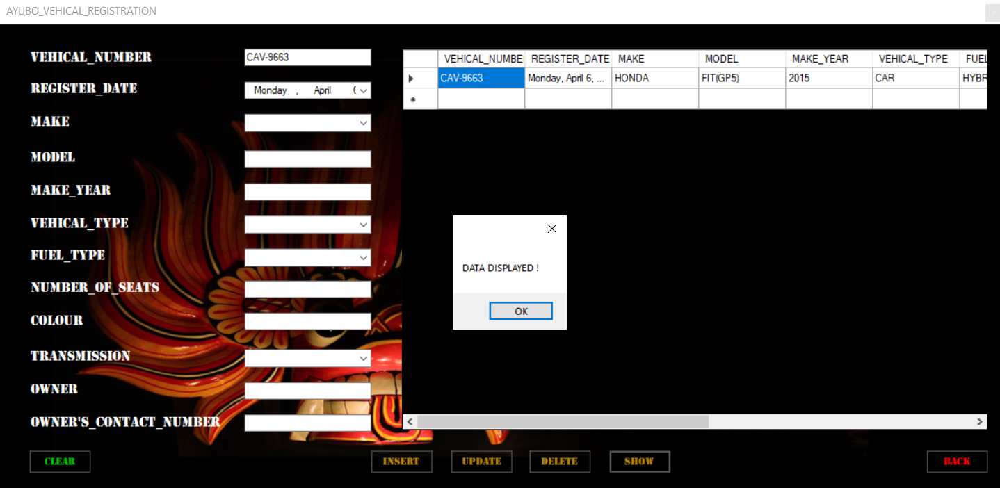 AYUBO_VEHICAL_REGISTRATION
VEHICAL_NUMBER CAV-9663
REGISTER_DATE Monday , April 6
MAKE
MODEL
MAKE_YEAR
VEHICAL_TYPE
FUEL_TYPE
NUMBER_OF_SEATS
COLOUR
TRANSMISSION
OWNER
OWNER'S_CONTACT_NUMBER
VEHICAL_NUMBE REGISTER_DATE MAKE MODEL MAKE_YEAR VEHICAL_TYPE FUEL
CAV-9663 Monday, April 6, ... HONDA FIT(GP5) 2015 CAR HYBR
DATA DISPLAYED !
OK
CLEAR INSERT UPDATE DELETE SHOW BACK